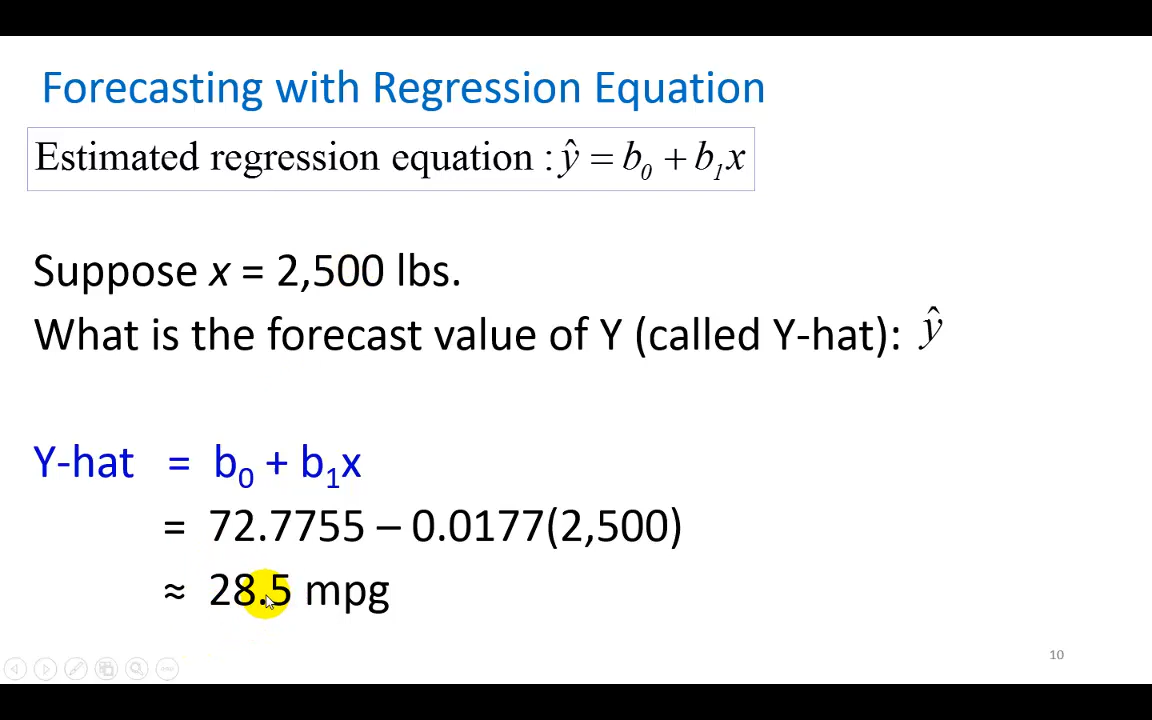 Forecasting with Regression Equation
Estimated regression equation : ŷ = b₀ + b₁x
Suppose x = 2,500 lbs.
What is the forecast value of Y (called Y-hat): ŷ
Y-hat = b₀ + b₁x
= 72.7755 – 0.0177(2,500)
≈ 28.5 mpg
10